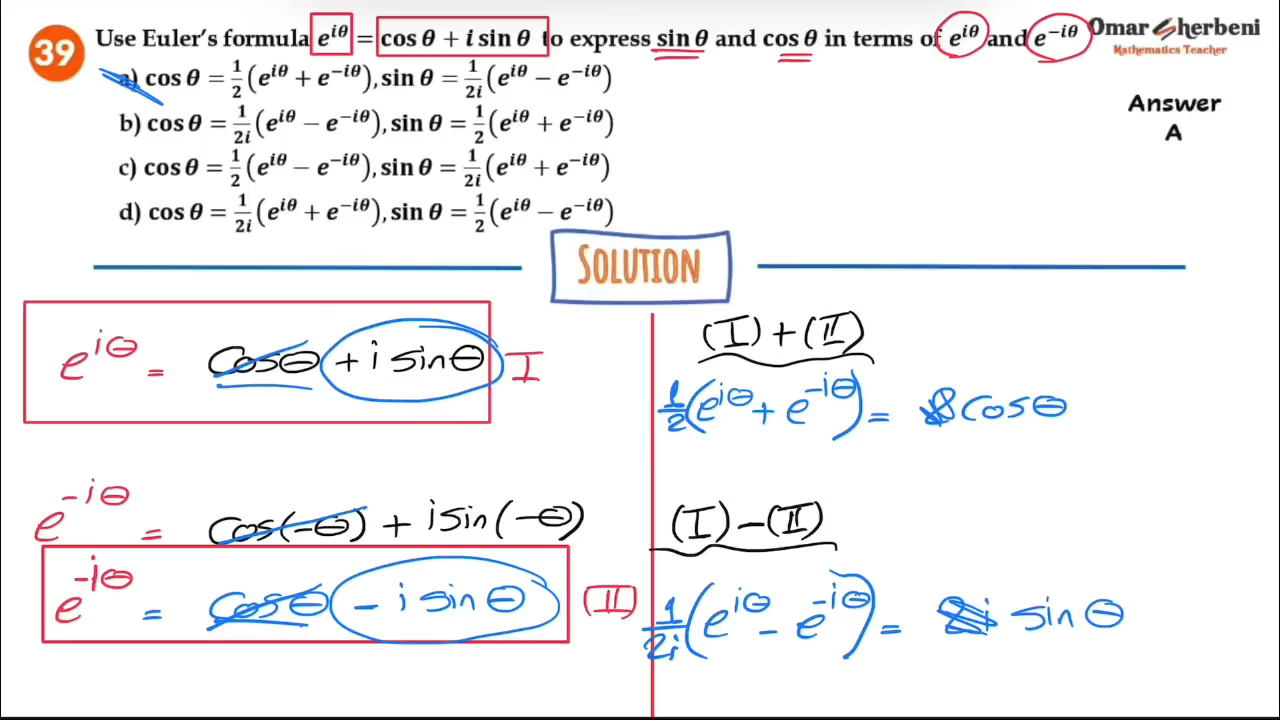 39
Use Euler's formula e^{iθ} = cos θ + i sin θ to express sin θ and cos θ in terms of e^{iθ} and e^{-iθ}
Omar Sherbeni
Mathematics Teacher
a) cos θ = 1/2 (e^{iθ} + e^{-iθ}), sin θ = 1/2i (e^{iθ} − e^{-iθ})
b) cos θ = 1/2i (e^{iθ} − e^{-iθ}), sin θ = 1/2 (e^{iθ} + e^{-iθ})
c) cos θ = 1/2 (e^{iθ} − e^{-iθ}), sin θ = 1/2i (e^{iθ} + e^{-iθ})
d) cos θ = 1/2i (e^{iθ} + e^{-iθ}), sin θ = 1/2 (e^{iθ} − e^{-iθ})
Answer
A
SOLUTION
e^{iθ} = cosθ + i sinθ I
e^{-iθ} = cos(-θ) + i sin(-θ)
e^{-iθ} = cosθ − i sin θ (II)
(I) + (II)
1/2 (e^{iθ} + e^{-iθ}) = 2 cosθ
(I) − (II)
1/2i (e^{iθ} − e^{-iθ}) = 2i sin θ